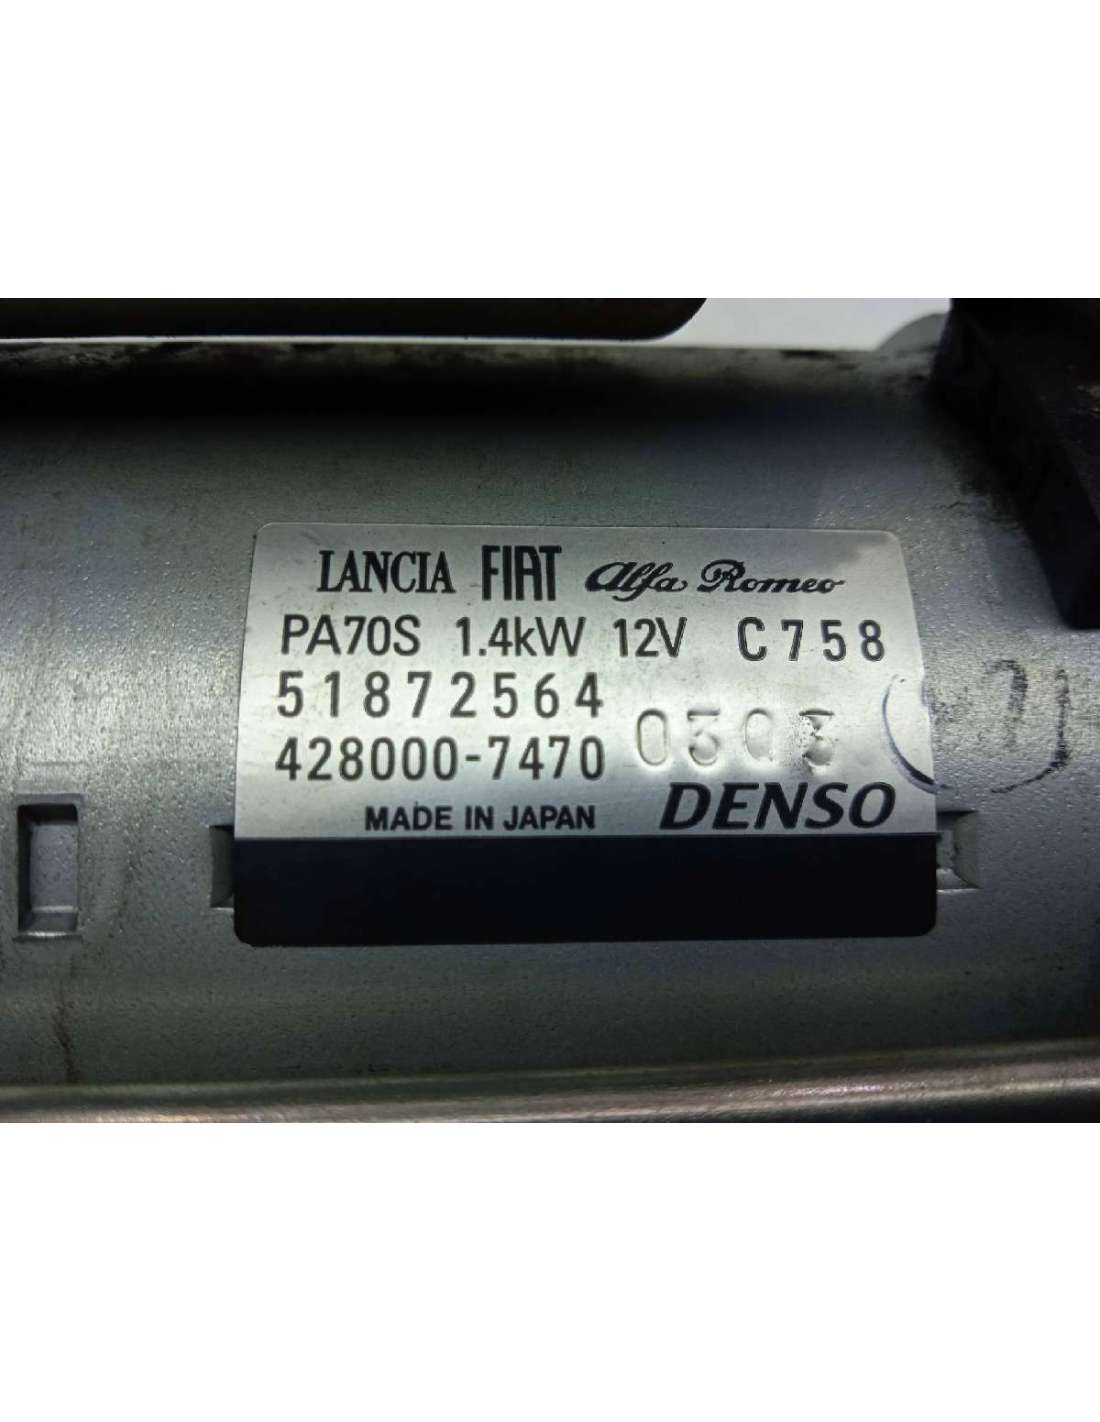 LANCIA FIAT Alfa Romeo
PA70S 1.4kW 12V C758
51872564
428000-7470 0303
MADE IN JAPAN DENSO